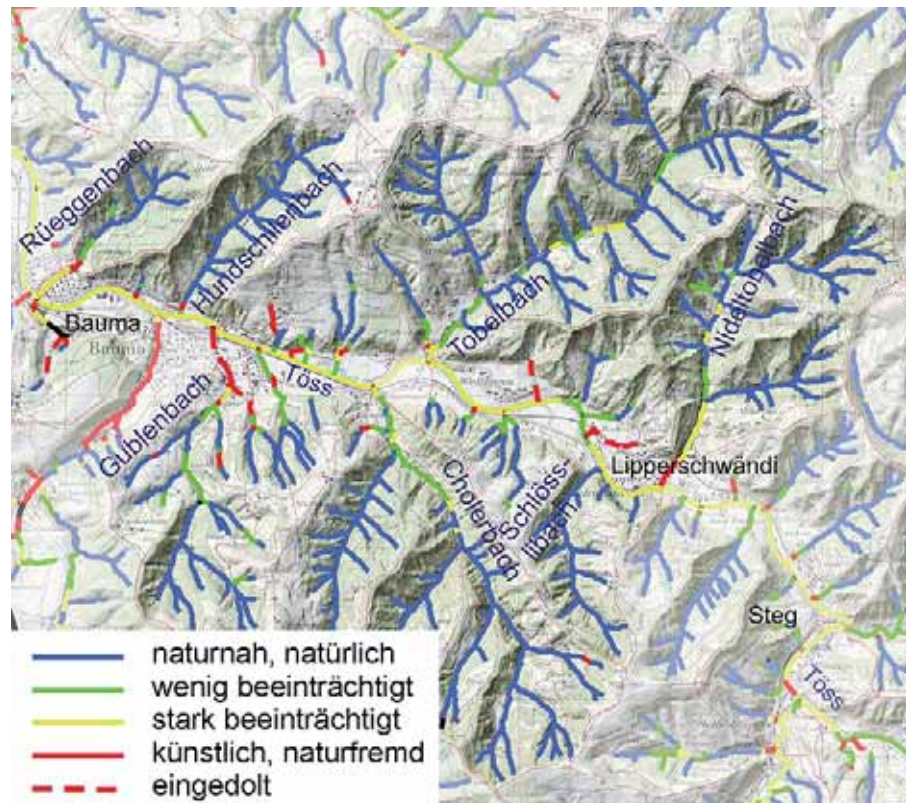 Rüeggenbach
Hundschilenbach
Bauma
Bauma
Gublenbach
Töss
Tobelbach
Nideltobelbach
Cholerbach
Schlöss-
libach
Lipperschwändi
Steg
Töss
naturnah, natürlich
wenig beeinträchtigt
stark beeinträchtigt
künstlich, naturfremd
eingedolt